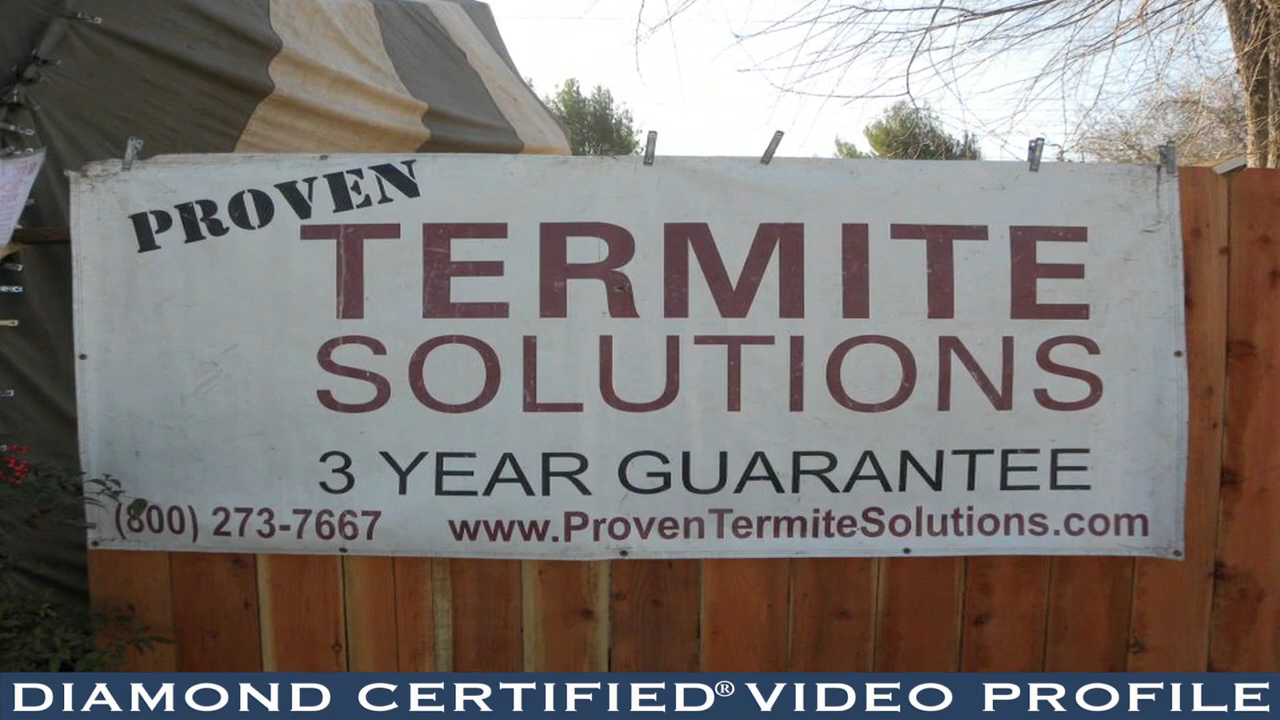 PROVEN
TERMITE
SOLUTIONS
3 YEAR GUARANTEE
(800) 273-7667 www.ProvenTermiteSolutions.com
DIAMOND CERTIFIED® VIDEO PROFILE